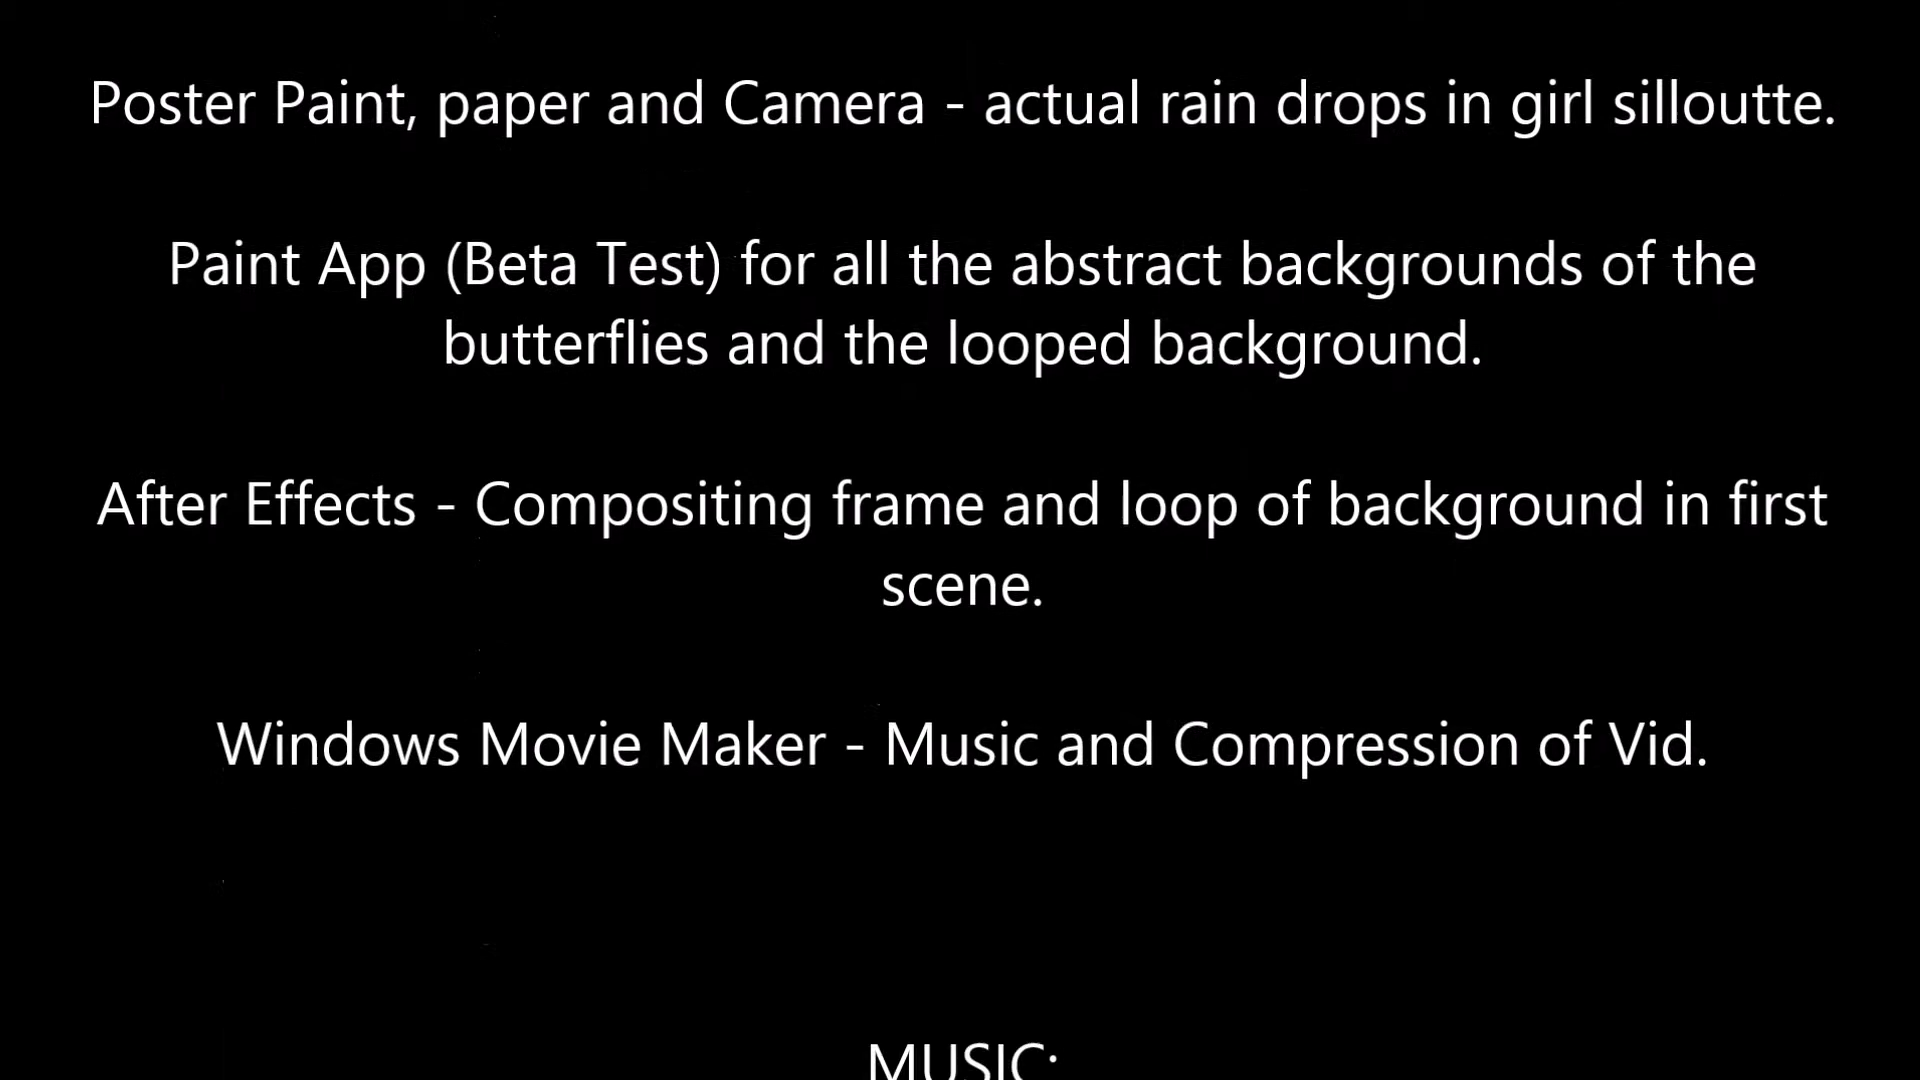 Poster Paint, paper and Camera - actual rain drops in girl silloutte.
Paint App (Beta Test) for all the abstract backgrounds of the
butterflies and the looped background.
After Effects - Compositing frame and loop of background in first
scene.
Windows Movie Maker - Music and Compression of Vid.
MUSIC: